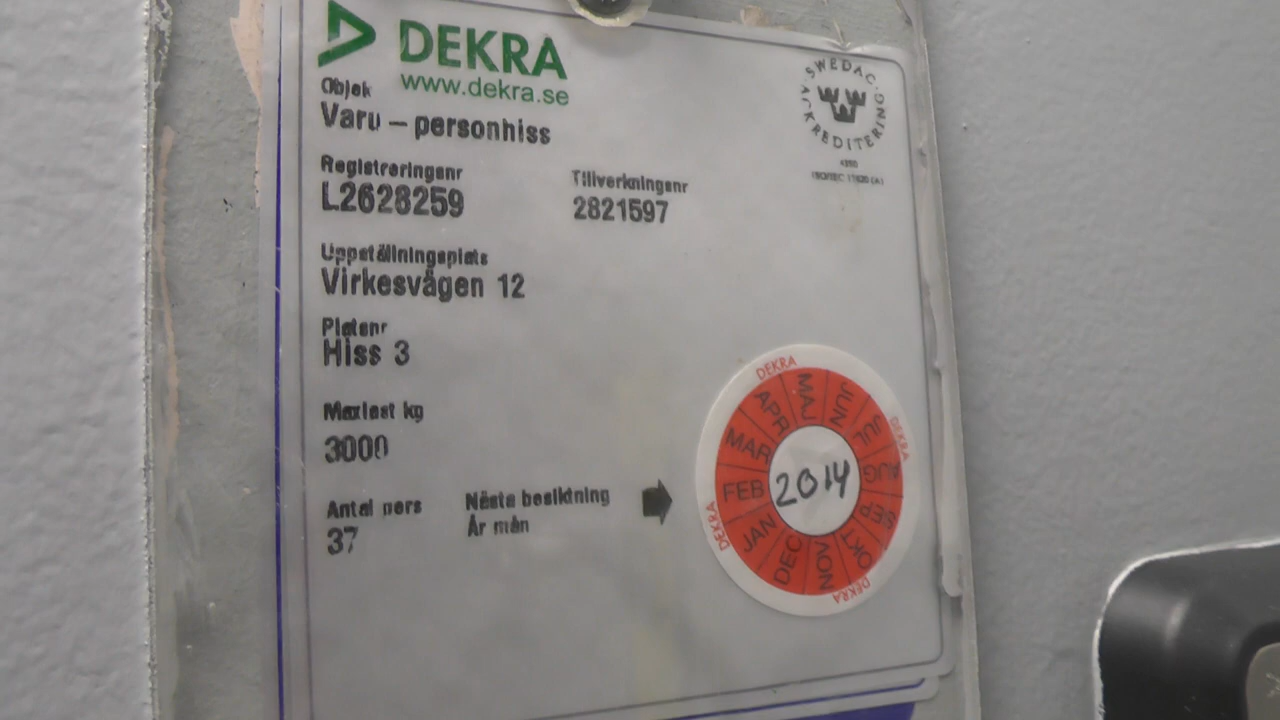 DEKRA
www.dekra.se
SWEDAC
ACKREDITERING
Objek
Varu – personhiss
Registreringsnr
L2628259
Tillverkningsnr
2821597
Uppställningsplats
Virkesvägen 12
Platsnr
Hiss 3
Maxlast kg
3000
Antal pers
37
Nästa besiktning
År mån
DEKRA
DEKRA
DEKRA
DEKRA
JAN
FEB
MAR
APR
MAJ
JUN
JUL
AUG
SEP
OKT
NOV
DEC
2014